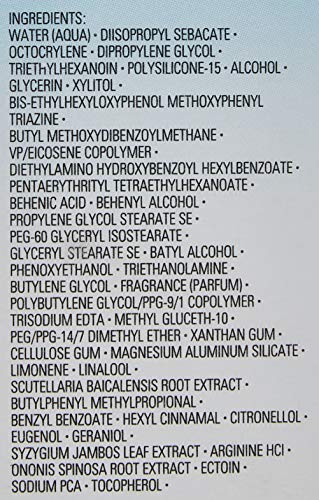 INGREDIENTS:
WATER (AQUA) • DIISOPROPYL SEBACATE •
OCTOCRYLENE • DIPROPYLENE GLYCOL •
TRIETHYLHEXANOIN • POLYSILICONE-15 • ALCOHOL •
GLYCERIN • XYLITOL •
BIS-ETHYLHEXYLOXYPHENOL METHOXYPHENYL
TRIAZINE •
BUTYL METHOXYDIBENZOYLMETHANE •
VP/EICOSENE COPOLYMER •
DIETHYLAMINO HYDROXYBENZOYL HEXYLBENZOATE •
PENTAERYTHRITYL TETRAETHYLHEXANOATE •
BEHENIC ACID • BEHENYL ALCOHOL •
PROPYLENE GLYCOL STEARATE SE •
PEG-60 GLYCERYL ISOSTEARATE •
GLYCERYL STEARATE SE • BATYL ALCOHOL •
PHENOXYETHANOL • TRIETHANOLAMINE •
BUTYLENE GLYCOL • FRAGRANCE (PARFUM) •
POLYBUTYLENE GLYCOL/PPG-9/1 COPOLYMER •
TRISODIUM EDTA • METHYL GLUCETH-10 •
PEG/PPG-14/7 DIMETHYL ETHER • XANTHAN GUM •
CELLULOSE GUM • MAGNESIUM ALUMINUM SILICATE •
LIMONENE • LINALOOL •
SCUTELLARIA BAICALENSIS ROOT EXTRACT •
BUTYLPHENYL METHYLPROPIONAL •
BENZYL BENZOATE • HEXYL CINNAMAL • CITRONELLOL •
EUGENOL • GERANIOL •
SYZYGIUM JAMBOS LEAF EXTRACT • ARGININE HCl •
ONONIS SPINOSA ROOT EXTRACT • ECTOIN •
SODIUM PCA • TOCOPHEROL •